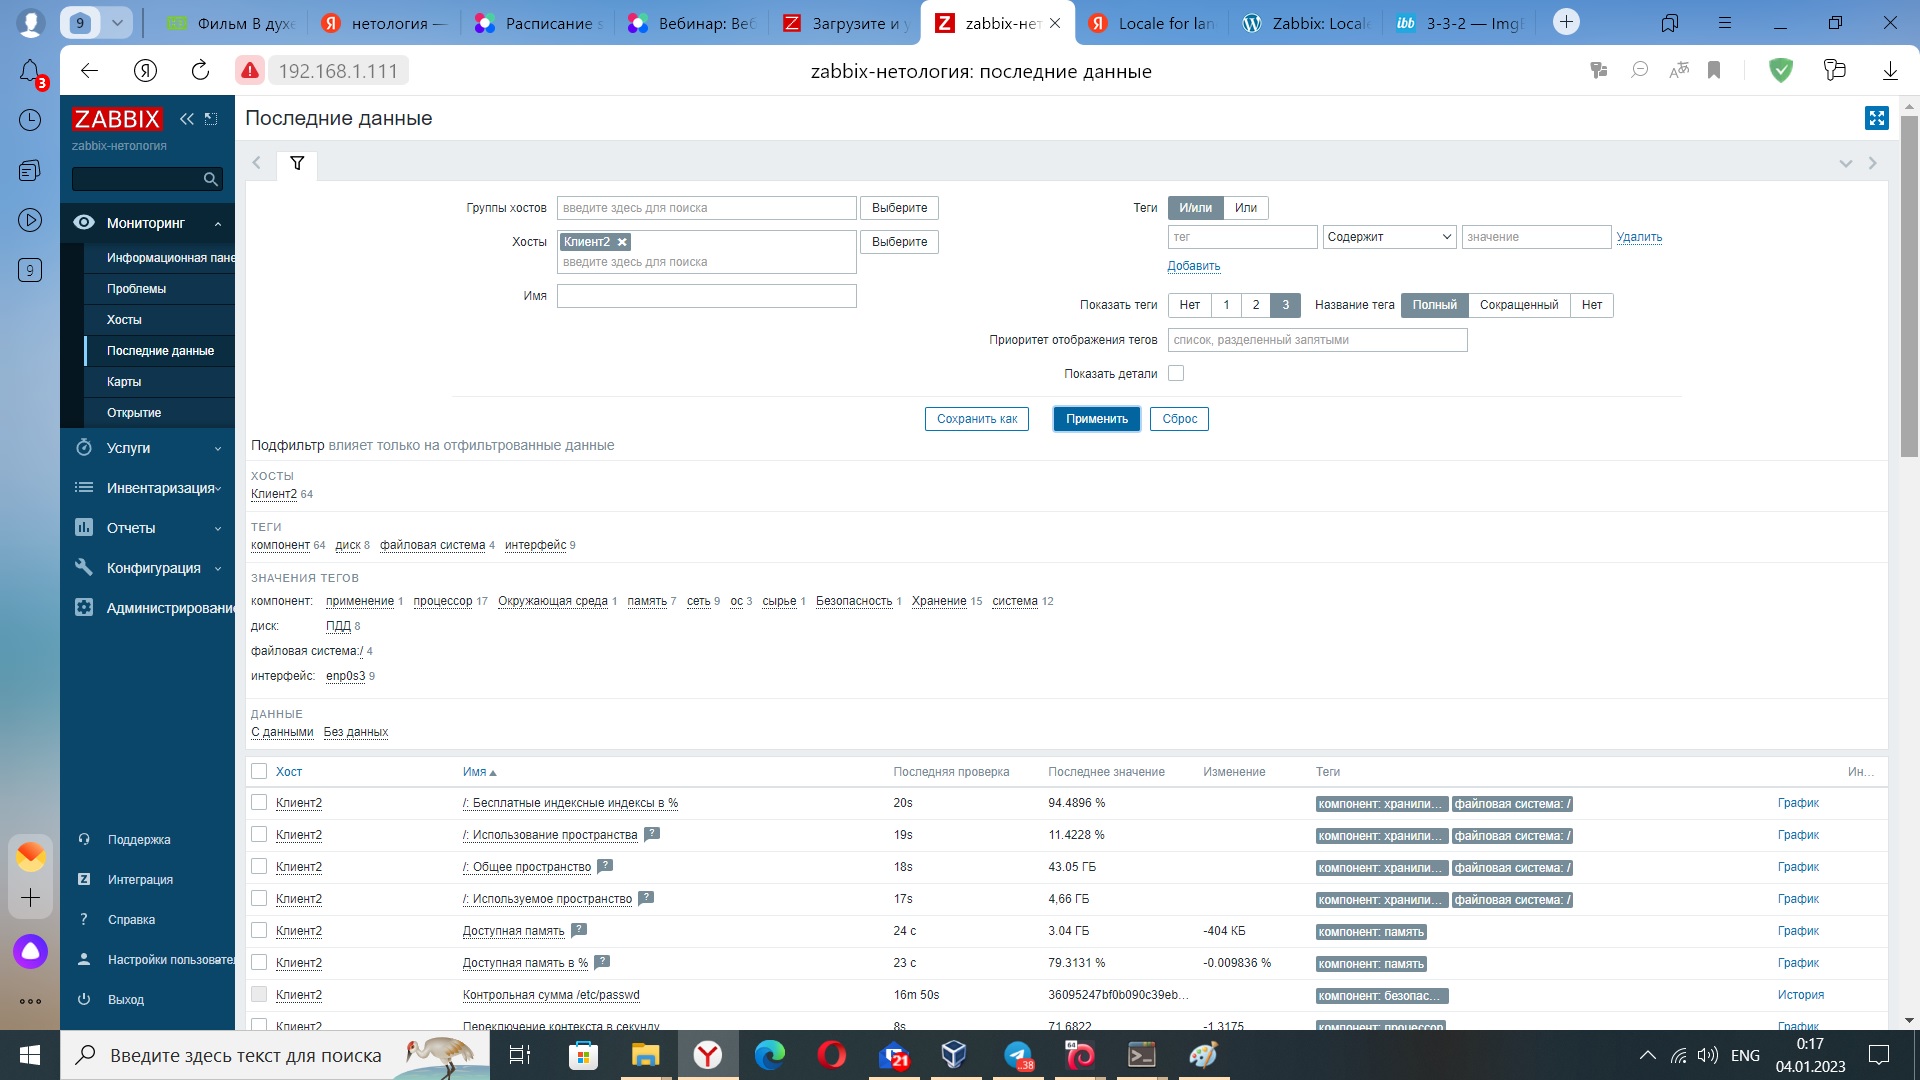 9 Фильм В духе нетология — Расписание Вебинар: Веб Загрузите и zabbix-нет Locale for lan Zabbix: Locale ibb 3-3-2 — Img
3 192.168.1.111 zabbix-нетология: последние данные
ZABBIX
zabbix-нетология
9
Мониторинг
Информационная пане
Проблемы
Хосты
Последние данные
Карты
Открытие
Услуги
Инвентаризация
Отчеты
Конфигурация
Администрировани
Поддержка
Интеграция
Справка
Настройки пользовател
Выход
Последние данные
Группы хостов введите здесь для поиска Выберите
Хосты Клиент2 Выберите
введите здесь для поиска
Имя
Теги И/или Или
тег Содержит значение Удалить
Добавить
Показать теги Нет 1 2 3 Название тега Полный Сокращенный Нет
Приоритет отображения тегов список, разделенный запятыми
Показать детали
Сохранить как Применить Сброс
Подфильтр влияет только на отфильтрованные данные
ХОСТЫ
Клиент2 64
ТЕГИ
компонент 64 диск 8 файловая система 4 интерфейс 9
ЗНАЧЕНИЯ ТЕГОВ
компонент: применение 1 процессор 17 Окружающая среда 1 память 7 сеть 9 ос 3 сырье 1 Безопасность 1 Хранение 15 система 12
диск: ПДД 8
файловая система:/ 4
интерфейс: enp0s3 9
ДАННЫЕ
С данными Без данных
Хост Имя Последняя проверка Последнее значение Изменение Теги Ин...
Клиент2 /: Бесплатные индексные индексы в % 20s 94.4896 % компонент: хранили... файловая система: / График
Клиент2 /: Использование пространства ? 19s 11.4228 % компонент: хранили... файловая система: / График
Клиент2 /: Общее пространство ? 18s 43.05 ГБ компонент: хранили... файловая система: / График
Клиент2 /: Используемое пространство ? 17s 4,66 ГБ компонент: хранили... файловая система: / График
Клиент2 Доступная память ? 24 с 3.04 ГБ -404 КБ компонент: память График
Клиент2 Доступная память в % ? 23 с 79.3131 % -0.009836 % компонент: память График
Клиент2 Контрольная сумма /etc/passwd 16m 50s 36095247bf0b090c39eb... компонент: безопас... История
Клиент2 Переключение контекста в секунду 8s 71.6822 -1.3175 компонент: процессор График
Введите здесь текст для поиска 21 .38 64 ENG 0:17
04.01.2023